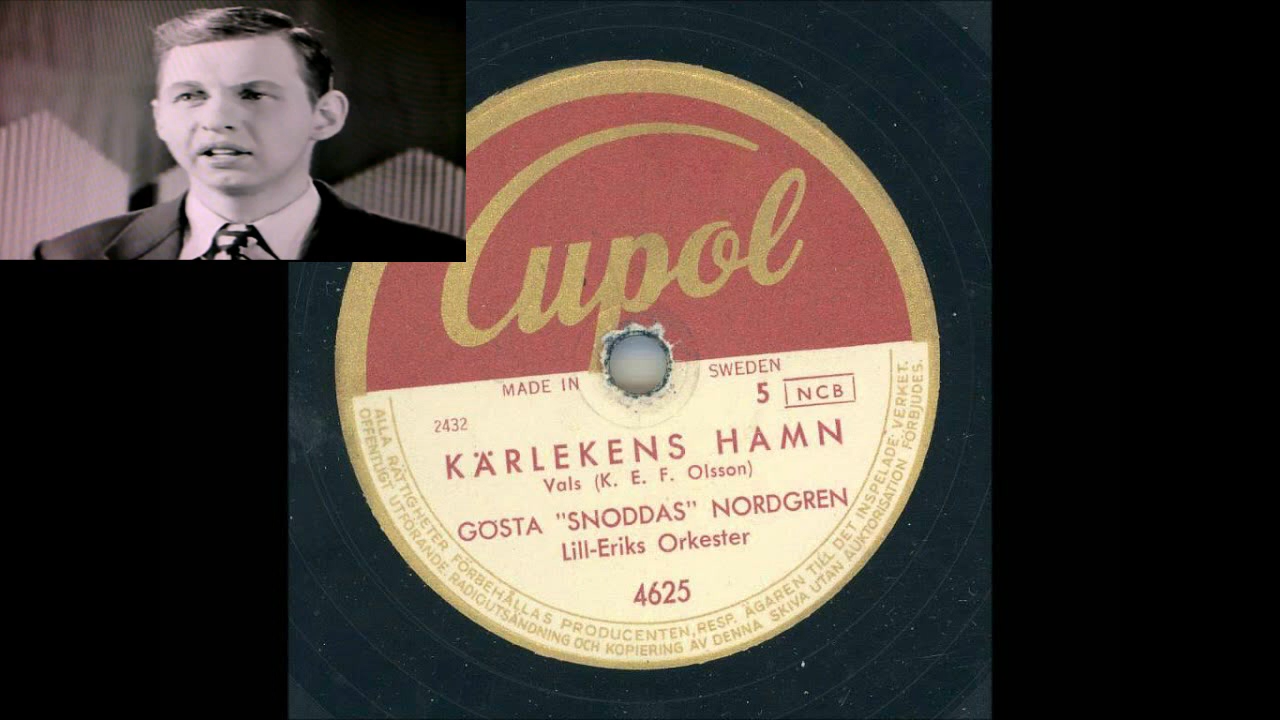 Cupol
MADE IN SWEDEN
5 NCB
2432
KÄRLEKENS HAMN
Vals (K. E. F. Olsson)
GÖSTA "SNODDAS" NORDGREN
Lill-Eriks Orkester
4625
ALLA RÄTTIGHETER FÖRBEHÅLLAS PRODUCENTEN, RESP. ÄGAREN TILL DET INSPELADE VERKET.
OFFENTLIGT UTFÖRANDE, RADIOUTSÄNDNING OCH KOPIERING AV DENNA SKIVA UTAN AUKTORISATION FÖRBJUDES.